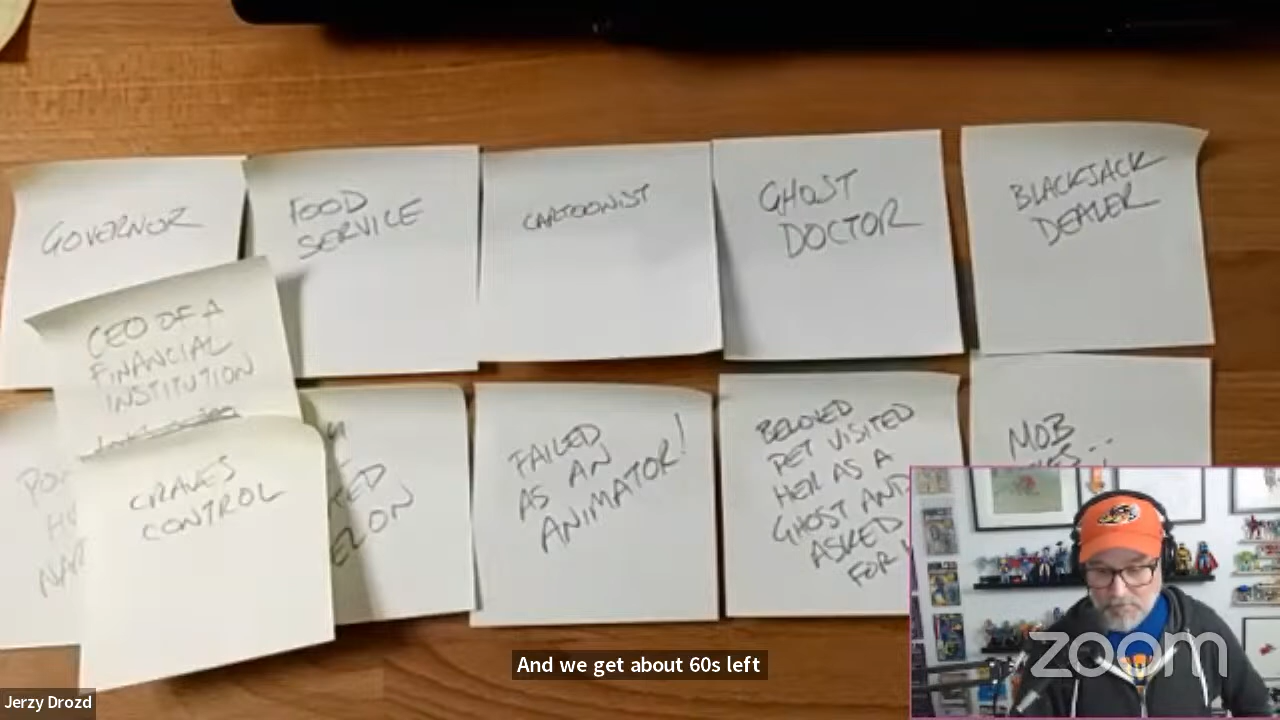 GOVERNOR
FOOD
SERVICE
CARTOONIST
GHOST
DOCTOR
BLACKJACK
DEALER
CEO OF A
FINANCIAL
INSTITUTION
CRAVES
CONTROL
FAILED
AS AN
ANIMATOR!
BELOVED
PET VISITED
HER AS A
GHOST AND
ASKED
FOR
MOB
And we get about 60s left
zoom
Jerzy Drozd